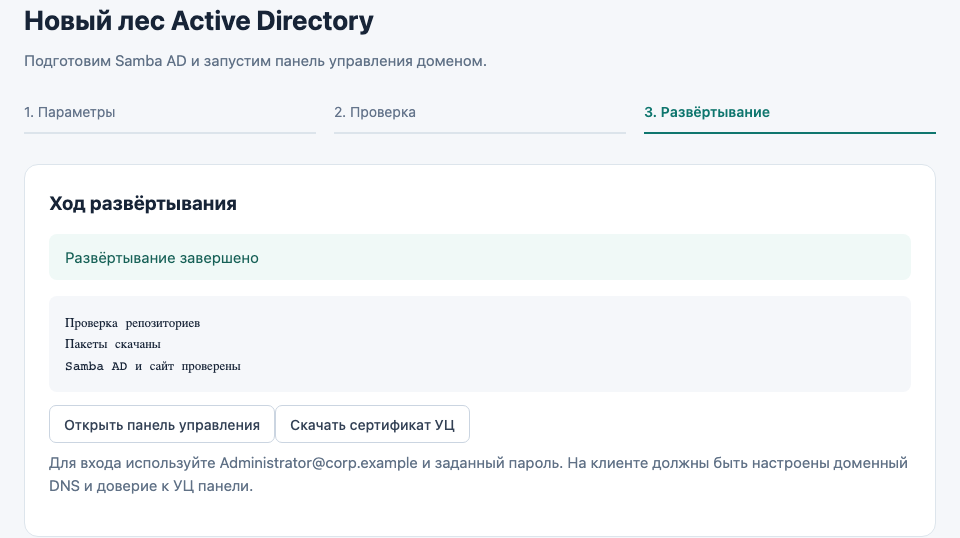 Новый лес Active Directory
Подготовим Samba AD и запустим панель управления доменом.
1. Параметры
2. Проверка
3. Развёртывание
Ход развёртывания
Развёртывание завершено
Проверка репозиториев
Пакеты скачаны
Samba AD и сайт проверены
Открыть панель управления
Скачать сертификат УЦ
Для входа используйте Administrator@corp.example и заданный пароль. На клиенте должны быть настроены доменный
DNS и доверие к УЦ панели.